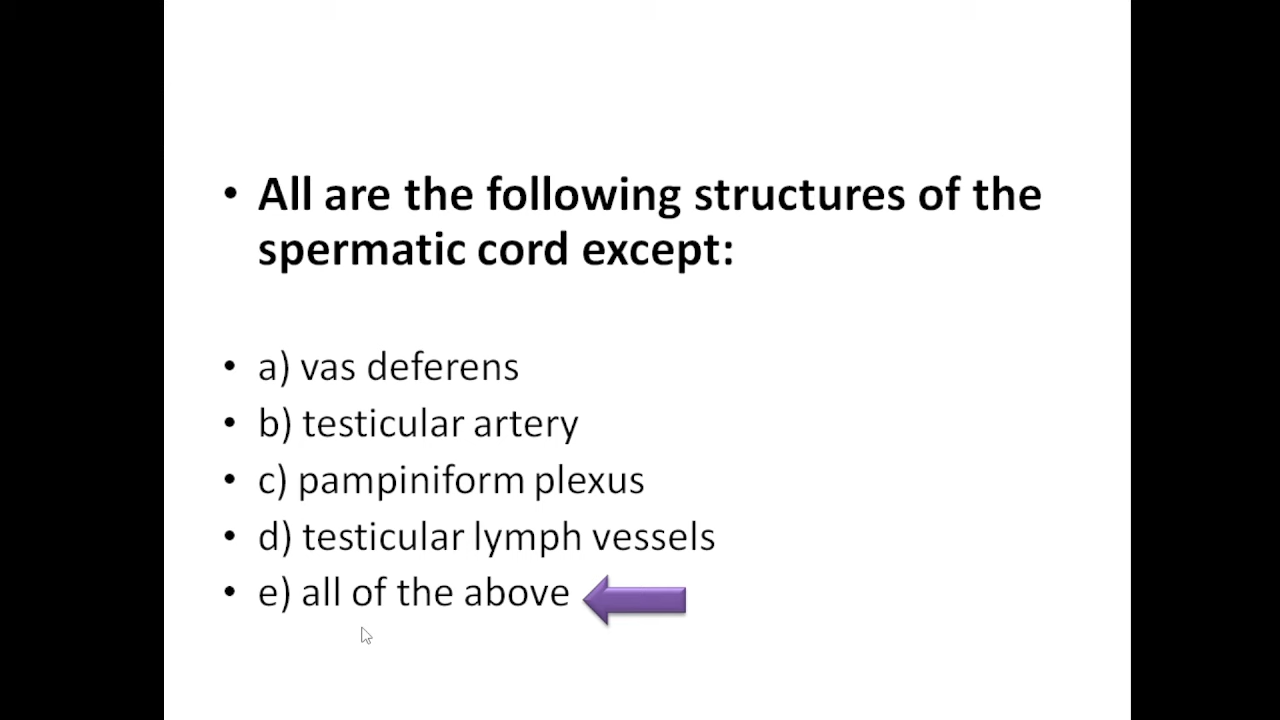 • All are the following structures of the
spermatic cord except:
• a) vas deferens
• b) testicular artery
• c) pampiniform plexus
• d) testicular lymph vessels
• e) all of the above